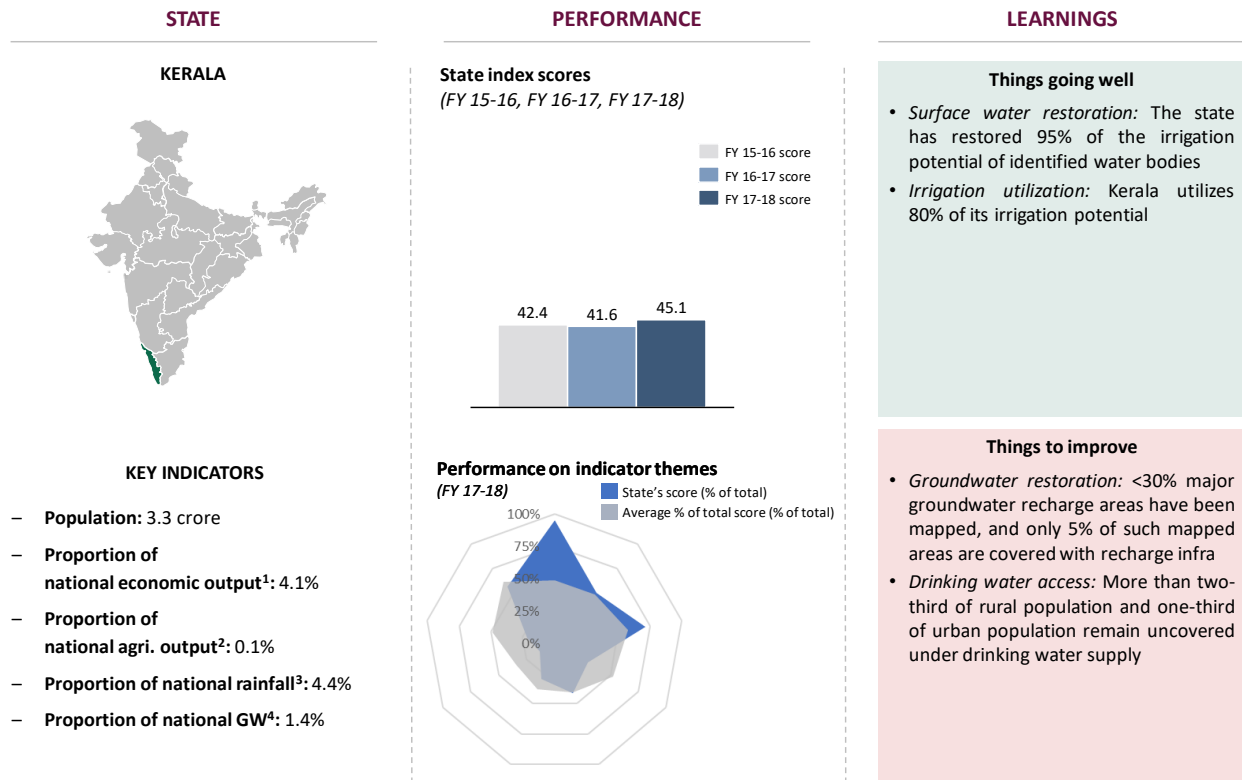 STATE
KERALA
KEY INDICATORS
– Population: 3.3 crore
– Proportion of
national economic output¹: 4.1%
– Proportion of
national agri. output²: 0.1%
– Proportion of national rainfall³: 4.4%
– Proportion of national GW⁴: 1.4%
PERFORMANCE
State index scores
(FY 15-16, FY 16-17, FY 17-18)
FY 15-16 score
FY 16-17 score
FY 17-18 score
42.4
41.6
45.1
Performance on indicator themes
(FY 17-18)
State's score (% of total)
Average % of total score (% of total)
100%
75%
50%
25%
0%
LEARNINGS
Things going well
• Surface water restoration: The state
has restored 95% of the irrigation
potential of identified water bodies
• Irrigation utilization: Kerala utilizes
80% of its irrigation potential
Things to improve
• Groundwater restoration: <30% major
groundwater recharge areas have been
mapped, and only 5% of such mapped
areas are covered with recharge infra
• Drinking water access: More than two-
third of rural population and one-third
of urban population remain uncovered
under drinking water supply